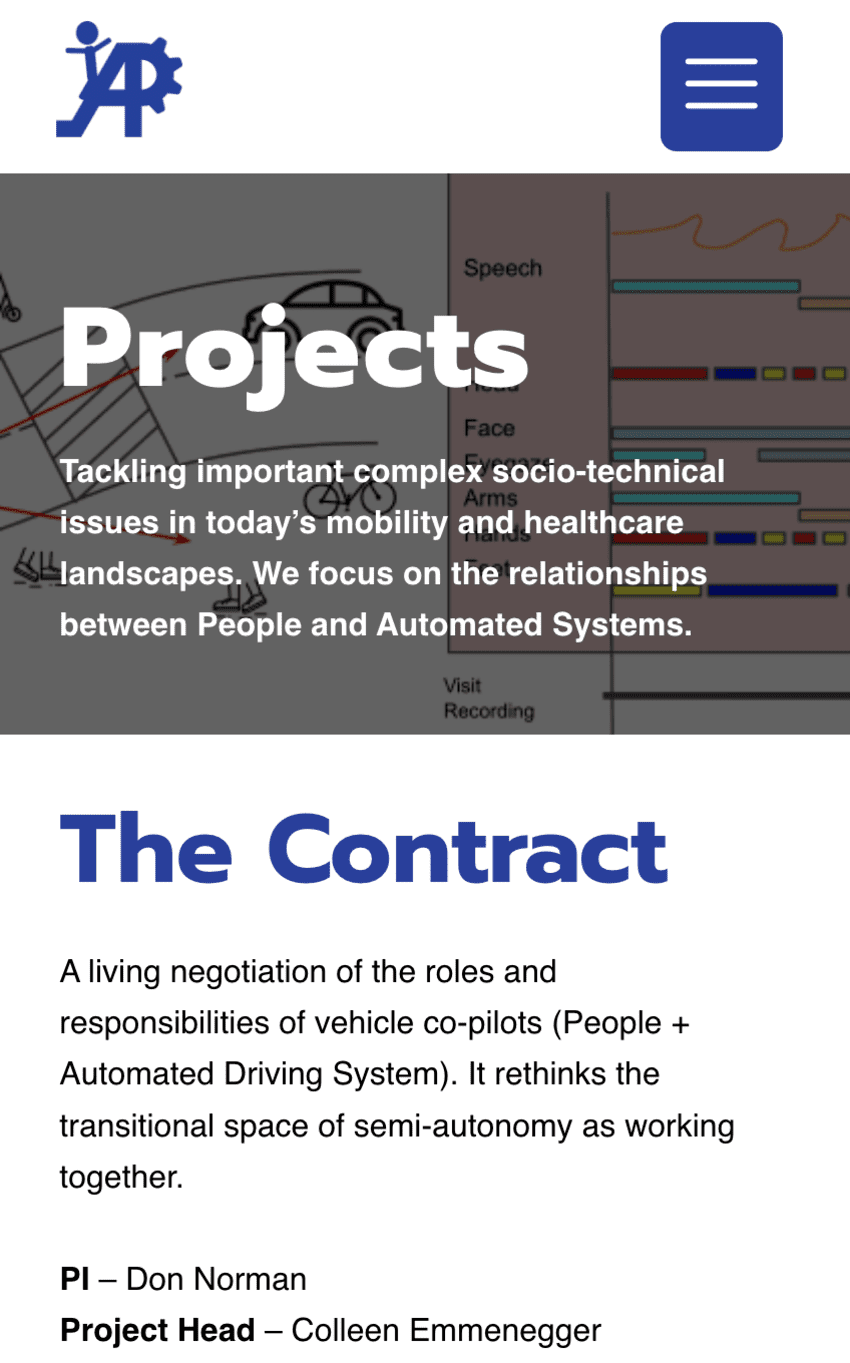 Projects
Tackling important complex socio-technical
issues in today’s mobility and healthcare
landscapes. We focus on the relationships
between People and Automated Systems.
Speech
Face
Arms
Hands
Visit
Recording
The Contract
A living negotiation of the roles and
responsibilities of vehicle co-pilots (People +
Automated Driving System). It rethinks the
transitional space of semi-autonomy as working
together.
PI – Don Norman
Project Head – Colleen Emmenegger